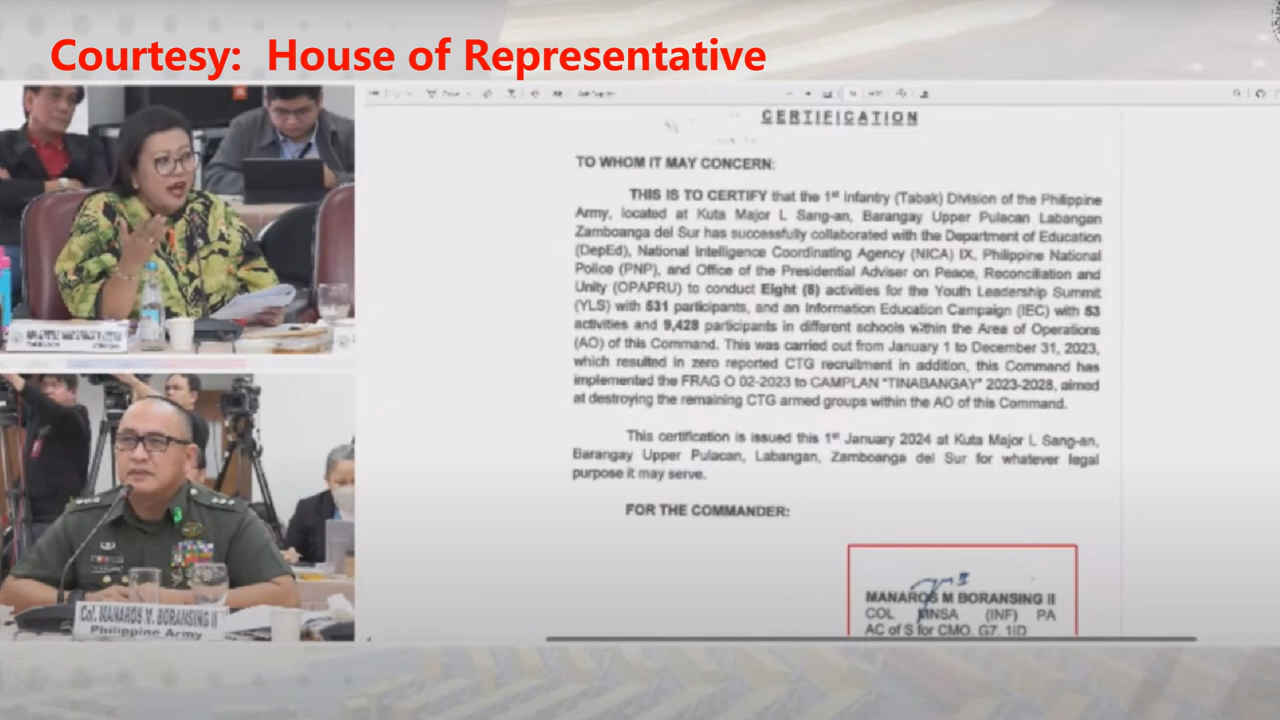 Courtesy: House of Representative
CERTIFICATION
TO WHOM IT MAY CONCERN:
THIS IS TO CERTIFY that the 1st Infantry (Tabak) Division of the Philippine
Army, located at Kuta Major L Sang-an, Barangay Upper Pulacan Labangan
Zamboanga del Sur has successfully collaborated with the Department of Education
(DepEd), National Intelligence Coordinating Agency (NICA) IX, Philippine National
Police (PNP), and Office of the Presidential Adviser on Peace, Reconciliation and
Unity (OPAPRU) to conduct Eight (8) activities for the Youth Leadership Summit
(YLS) with 531 participants, and an Information Education Campaign (IEC) with 53
activities and 9,428 participants in different schools within the Area of Operations
(AO) of this Command. This was carried out from January 1 to December 31, 2023,
which resulted in zero reported CTG recruitment in addition, this Command has
implemented the FRAG O 02-2023 to CAMPLAN "TINABANGAY" 2023-2028, aimed
at destroying the remaining CTG armed groups within the AO of this Command.
This certification is issued this 1st January 2024 at Kuta Major L Sang-an,
Barangay Upper Pulacan, Labangan, Zamboanga del Sur for whatever legal
purpose it may serve.
FOR THE COMMANDER:
MANAROS M BORANSING II
COL MNSA (INF) PA
AC of S for CMO, G7, 1ID
Col. MANAROS M. BORANSING II
Philippine Army